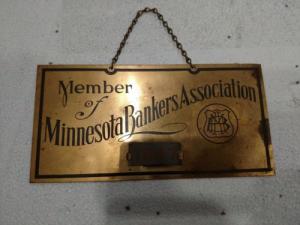 Member
of
Minnesota Bankers Association